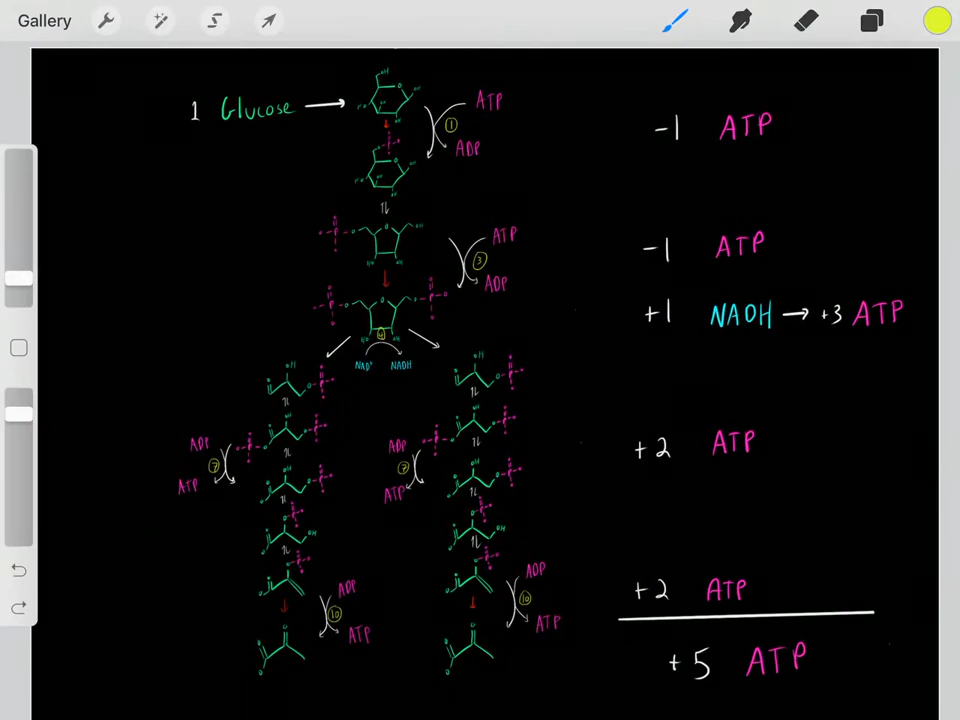 Gallery
1 Glucose
ATP
1
ADP
-1 ATP
ATP
3
ADP
-1 ATP
4
NAD+ NADH
+1 NADH → +3 ATP
ADP
7
ATP
ADP
7
ATP
+2 ATP
ADP
10
ATP
ADP
10
ATP
+2 ATP
+5 ATP